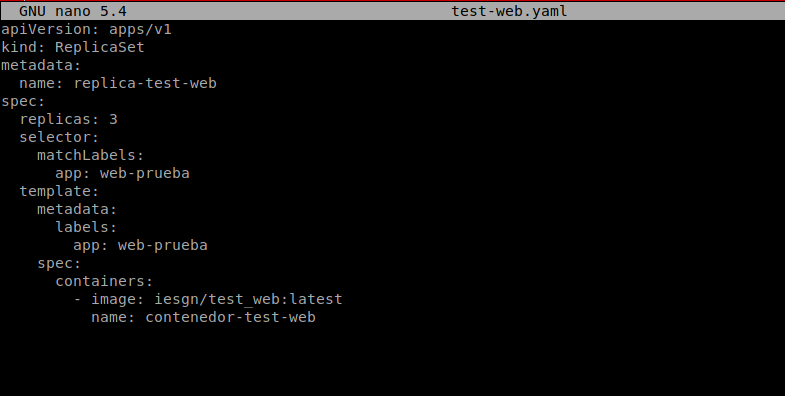 GNU nano 5.4 test-web.yaml
apiVersion: apps/v1
kind: ReplicaSet
metadata:
  name: replica-test-web
spec:
  replicas: 3
  selector:
    matchLabels:
      app: web-prueba
  template:
    metadata:
      labels:
        app: web-prueba
    spec:
      containers:
        - image: iesgn/test_web:latest
          name: contenedor-test-web